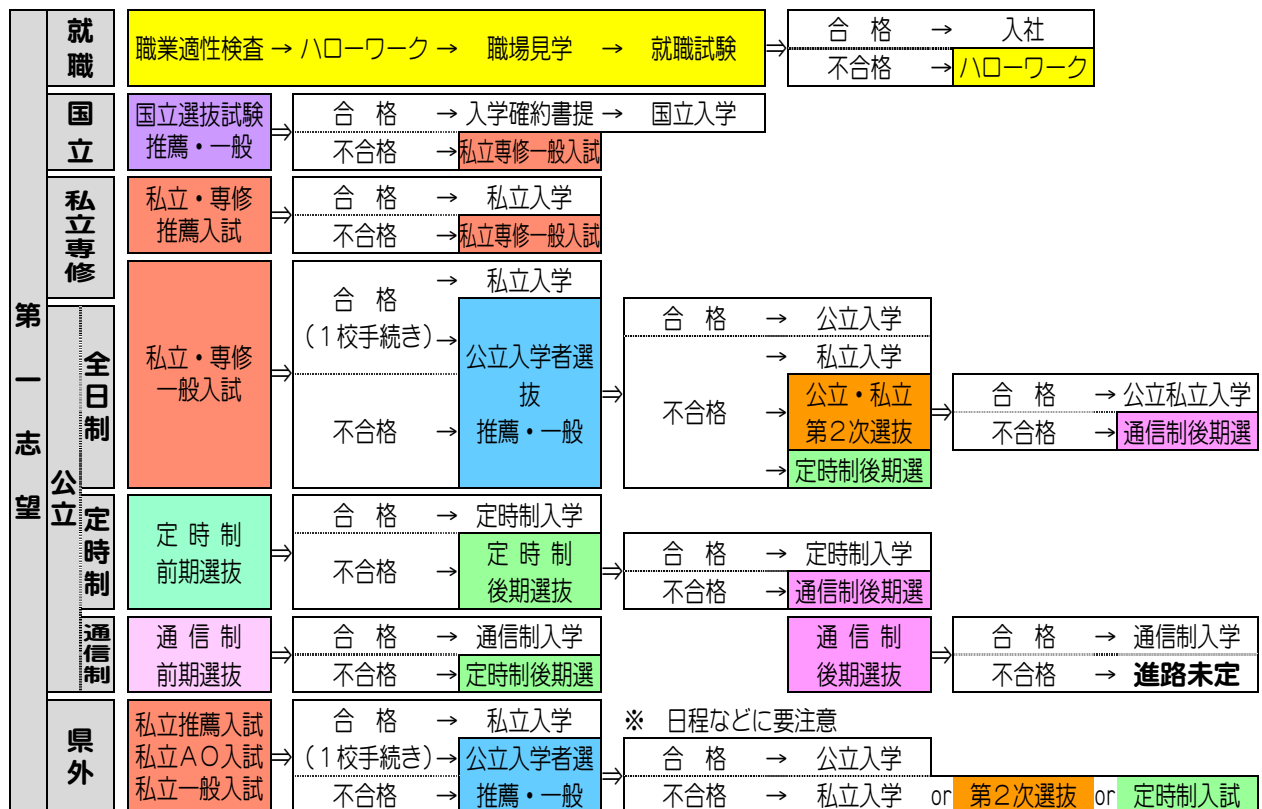 第一志望
就職
職業適性検査 → ハローワーク → 職場見学 → 就職試験 ⇒
合 格 → 入社
不合格 → ハローワーク
国立
国立選抜試験
推薦・一般
⇒
合 格 → 入学確約書提 → 国立入学
不合格 → 私立専修一般入試
私立専修
私立・専修
推薦入試
⇒
合 格 → 私立入学
不合格 → 私立専修一般入試
公立
全日制
私立・専修
一般入試
⇒
合 格
(1校手続き)
→ 私立入学
→
不合格 →
公立入学者選
抜
推薦・一般
⇒
合 格 → 公立入学
不合格
→ 私立入学
→
公立・私立
第2次選抜
→ 定時制後期選
⇒
合 格 → 公立私立入学
不合格 → 通信制後期選
定時制
定 時 制
前期選抜
⇒
合 格 → 定時制入学
不合格 →
定 時 制
後期選抜
⇒
合 格 → 定時制入学
不合格 → 通信制後期選
通信制
通 信 制
前期選抜
⇒
合 格 → 通信制入学
不合格 → 定時制後期選
通 信 制
後期選抜
⇒
合 格 → 通信制入学
不合格 → 進路未定
県外
私立推薦入試
私立AO入試
私立一般入試
⇒
合 格 → 私立入学
(1校手続き)→
不合格 →
公立入学者選
推薦・一般
⇒
※ 日程などに要注意
合 格 → 公立入学
不合格 → 私立入学 or 第2次選抜 or 定時制入試